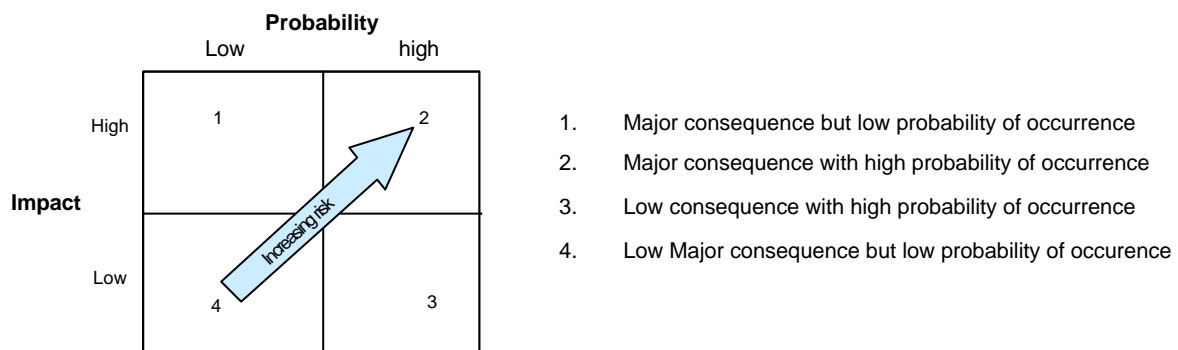 Probability
Low high
High 1 2
Impact
Increasing risk
Low 4 3
1. Major consequence but low probability of occurrence
2. Major consequence with high probability of occurrence
3. Low consequence with high probability of occurrence
4. Low Major consequence but low probability of occurence